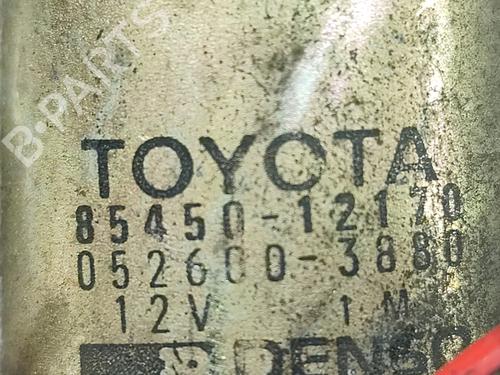 B-PARTS
TOYOTA
85450-12170
052600-3880
12V 1M
DENSO